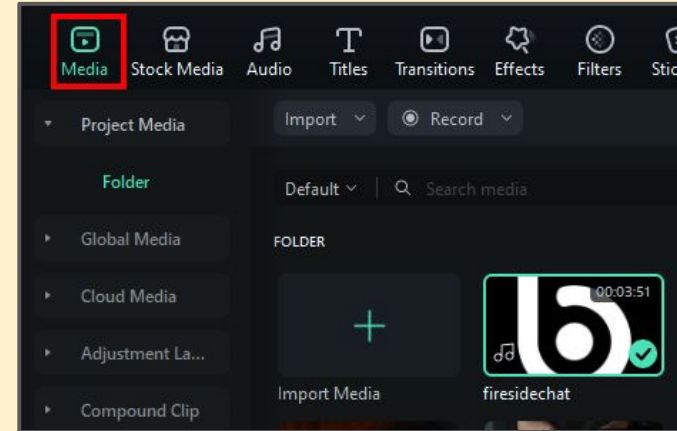 Media Stock Media Audio Titles Transitions Effects Filters Stic
Project Media
Import Record
Folder
Default Search media
Global Media
FOLDER
Cloud Media
00:03:51
Adjustment La...
Import Media firesidechat
Compound Clip